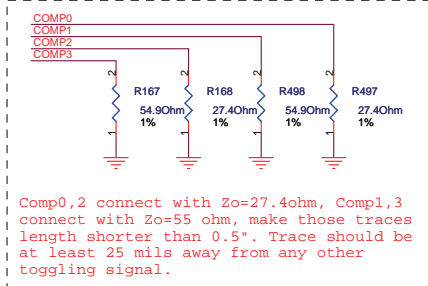 COMP0
COMP1
COMP2
COMP3
2 2 2 2
R167 R168 R498 R497
54.9Ohm 27.4Ohm 54.9Ohm 27.4Ohm
1% 1% 1% 1%
1 1 1 1
Comp0,2 connect with Zo=27.4ohm, Comp1,3
connect with Zo=55 ohm, make those traces
length shorter than 0.5". Trace should be
at least 25 mils away from any other
toggling signal.